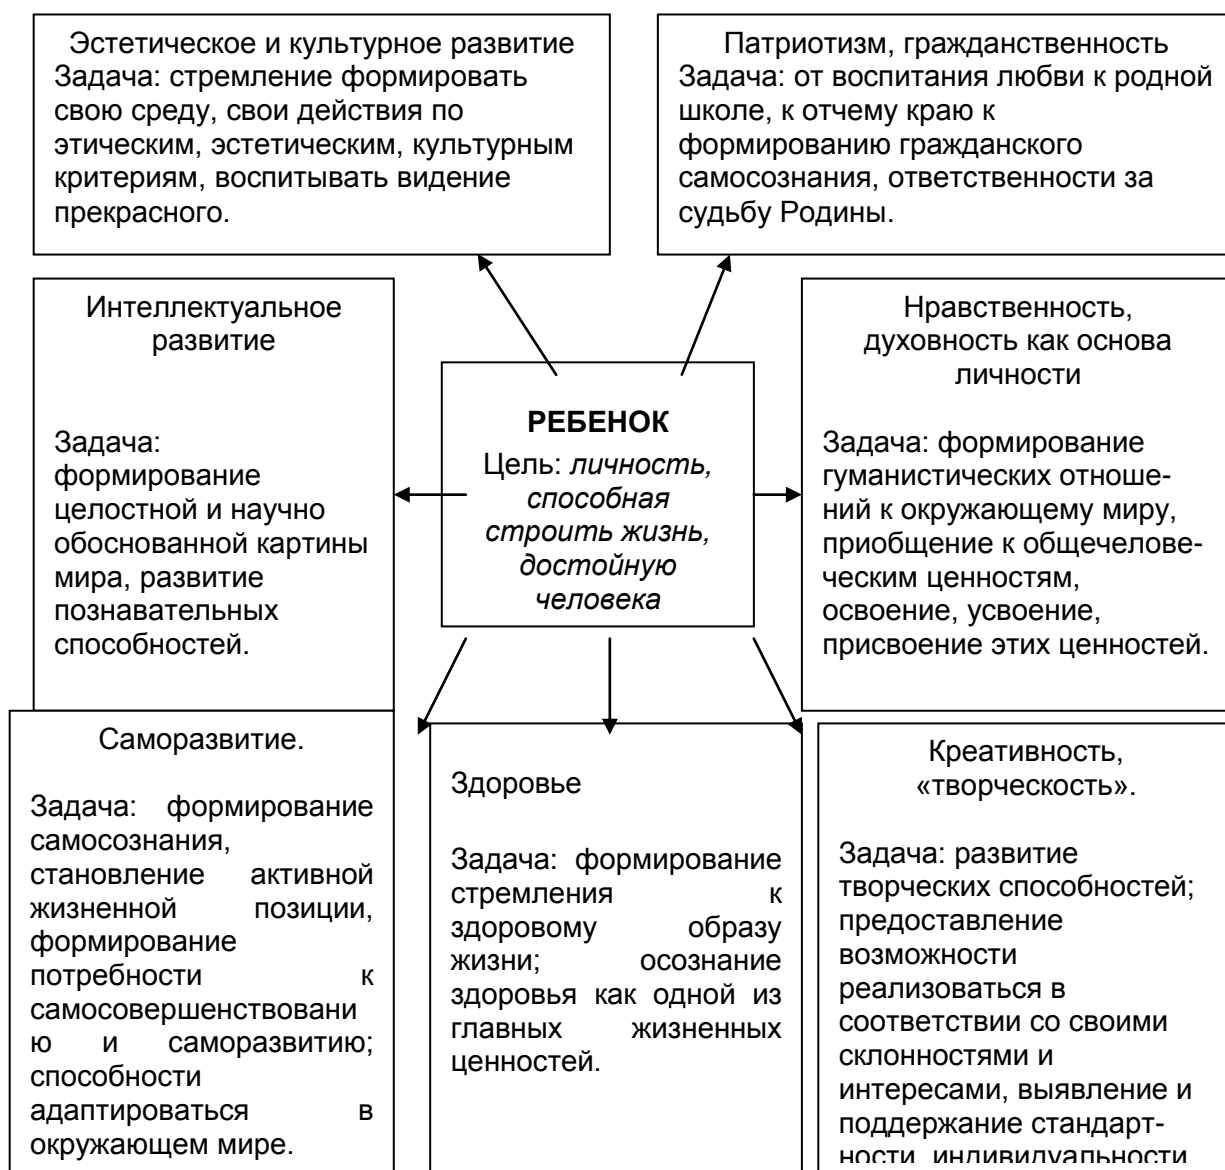 Эстетическое и культурное развитие
Задача: стремление формировать
свою среду, свои действия по
этическим, эстетическим, культурным
критериям, воспитывать видение
прекрасного.
Патриотизм, гражданственность
Задача: от воспитания любви к родной
школе, к отчему краю к
формированию гражданского
самосознания, ответственности за
судьбу Родины.
Интеллектуальное
развитие
Задача:
формирование
целостной и научно
обоснованной картины
мира, развитие
познавательных
способностей.
РЕБЕНОК
Цель: личность,
способная
строить жизнь,
достойную
человека
Нравственность,
духовность как основа
личности
Задача: формирование
гуманистических отноше-
ний к окружающему миру,
приобщение к общечелове-
ческим ценностям,
освоение, усвоение,
присвоение этих ценностей.
Саморазвитие.
Задача: формирование
самосознания,
становление активной
жизненной позиции,
формирование
потребности к
самосовершенствовани
ю и саморазвитию;
способности
адаптироваться в
окружающем мире.
Здоровье
Задача: формирование
стремления к
здоровому образу
жизни; осознание
здоровья как одной из
главных жизненных
ценностей.
Креативность,
«творческость».
Задача: развитие
творческих способностей;
предоставление
возможности
реализоваться в
соответствии со своими
склонностями и
интересами, выявление и
поддержание стандарт-
ности, индивидуальности